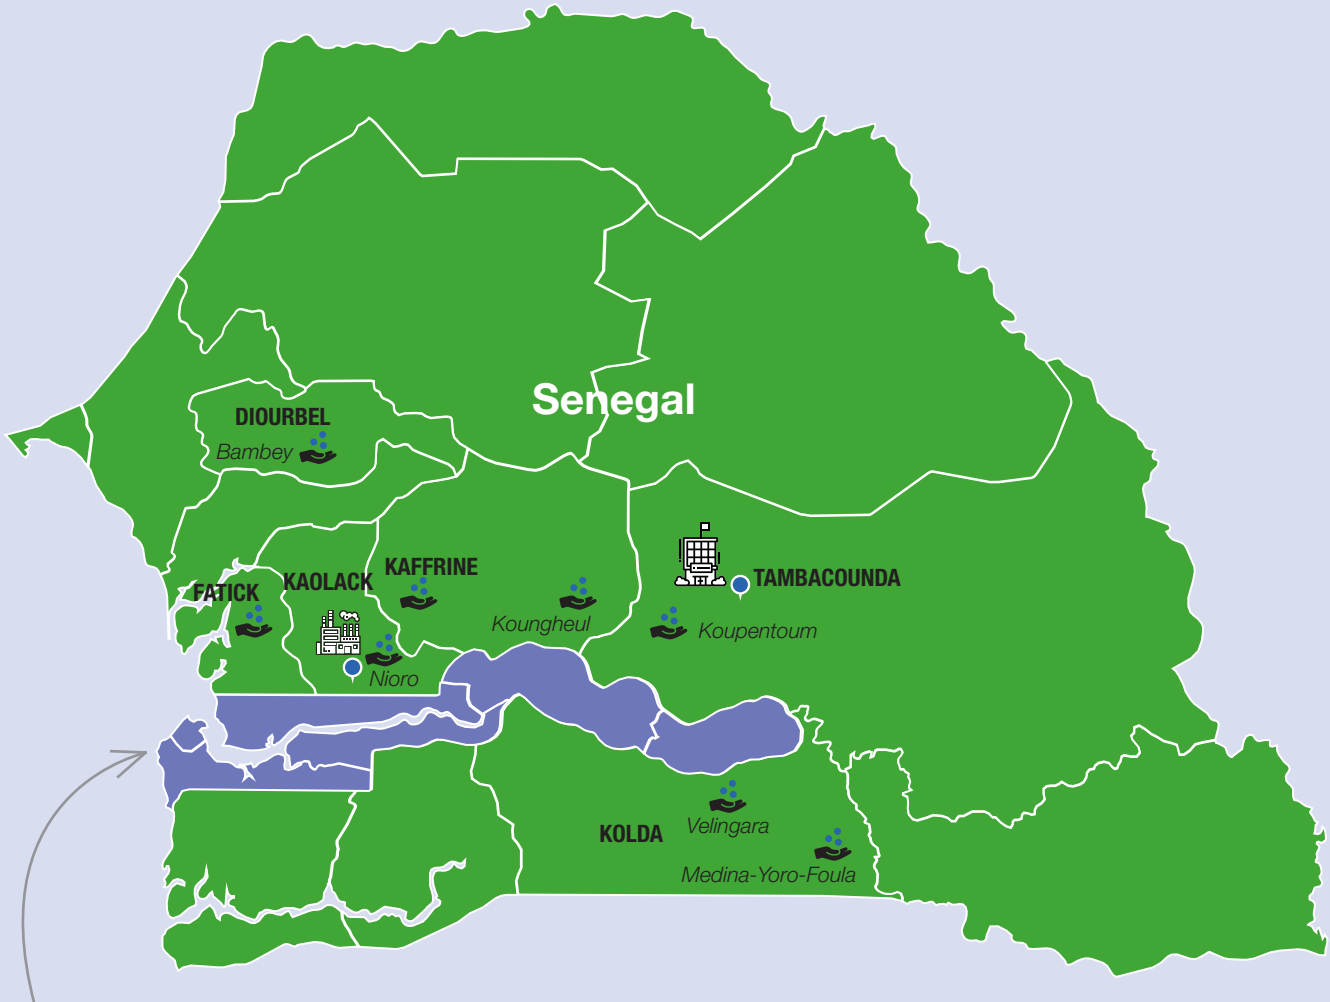 Senegal
DIOURBEL
Bambey
KAFFRINE
KAOLACK
TAMBACOUNDA
FATICK
Koungheul
Koupentoum
Nioro
Velingara
KOLDA
Medina-Yoro-Foula